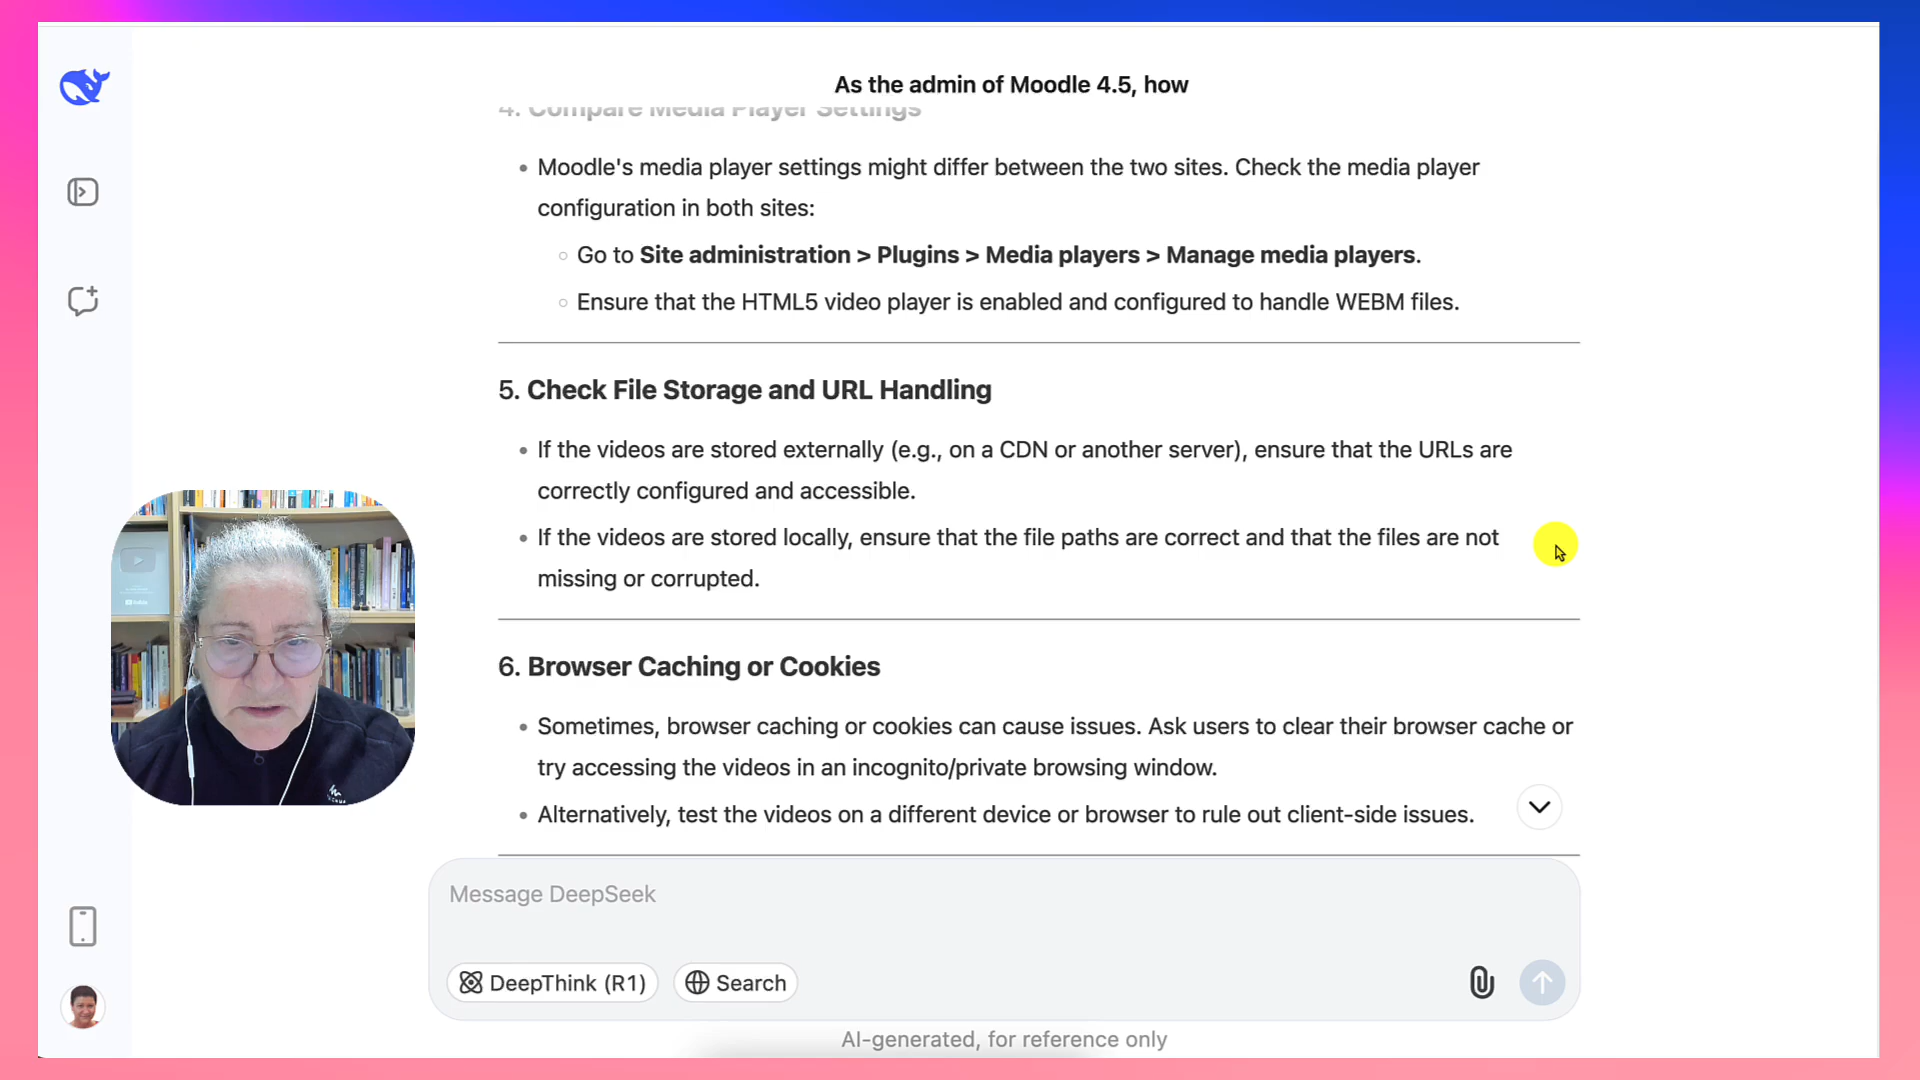 As the admin of Moodle 4.5, how
4. Compare Media Player Settings
• Moodle's media player settings might differ between the two sites. Check the media player
configuration in both sites:
○ Go to Site administration > Plugins > Media players > Manage media players.
○ Ensure that the HTML5 video player is enabled and configured to handle WEBM files.
5. Check File Storage and URL Handling
• If the videos are stored externally (e.g., on a CDN or another server), ensure that the URLs are
correctly configured and accessible.
• If the videos are stored locally, ensure that the file paths are correct and that the files are not
missing or corrupted.
6. Browser Caching or Cookies
• Sometimes, browser caching or cookies can cause issues. Ask users to clear their browser cache or
try accessing the videos in an incognito/private browsing window.
• Alternatively, test the videos on a different device or browser to rule out client-side issues.
Message DeepSeek
DeepThink (R1)
Search
AI-generated, for reference only